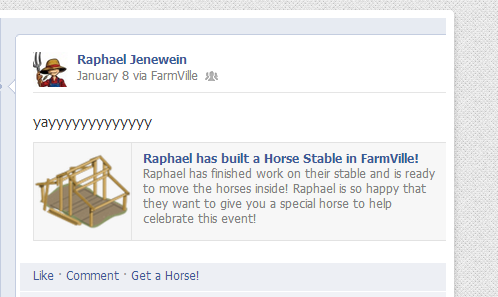 Raphael Jenewein
January 8 via FarmVille
yayyyyyyyyyyyyy
Raphael has built a Horse Stable in FarmVille!
Raphael has finished work on their stable and is ready
to move the horses inside! Raphael is so happy that
they want to give you a special horse to help
celebrate this event!
Like · Comment · Get a Horse!